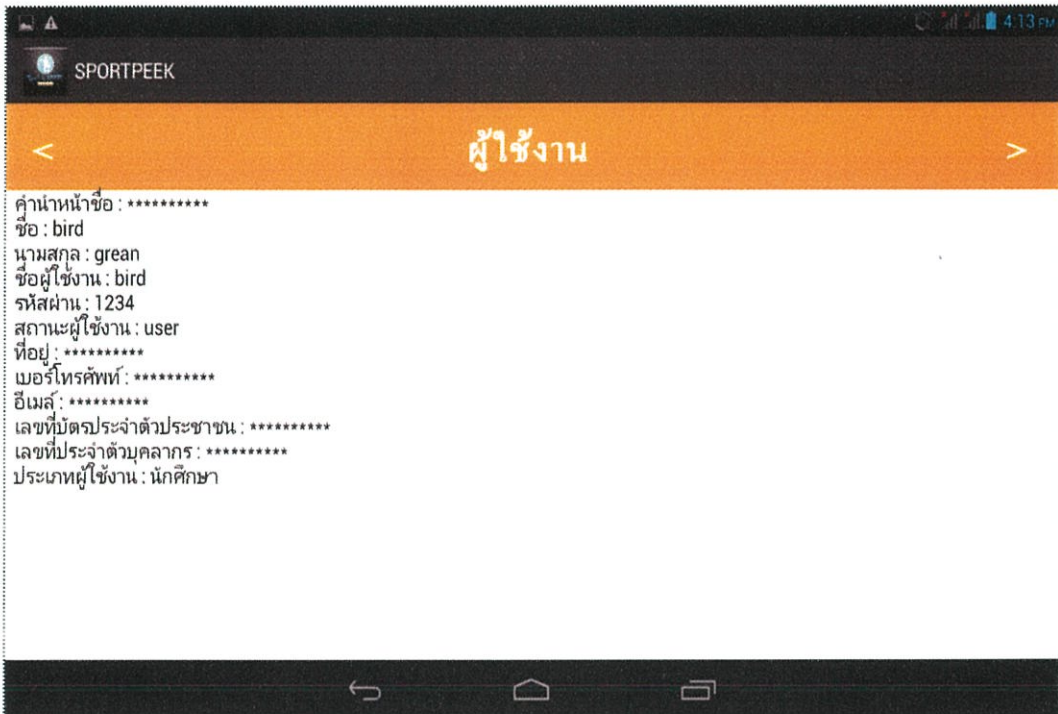 4:13 PM
SPORTPEEK
< ผู้ใช้งาน >
คำนำหน้าชื่อ : **********
ชื่อ : bird
นามสกุล : grean
ชื่อผู้ใช้งาน : bird
รหัสผ่าน : 1234
สถานะผู้ใช้งาน : user
ที่อยู่ : **********
เบอร์โทรศัพท์ : **********
อีเมล์ : **********
เลขที่บัตรประจำตัวประชาชน : **********
เลขที่ประจำตัวบุคลากร : **********
ประเภทผู้ใช้งาน : นักศึกษา